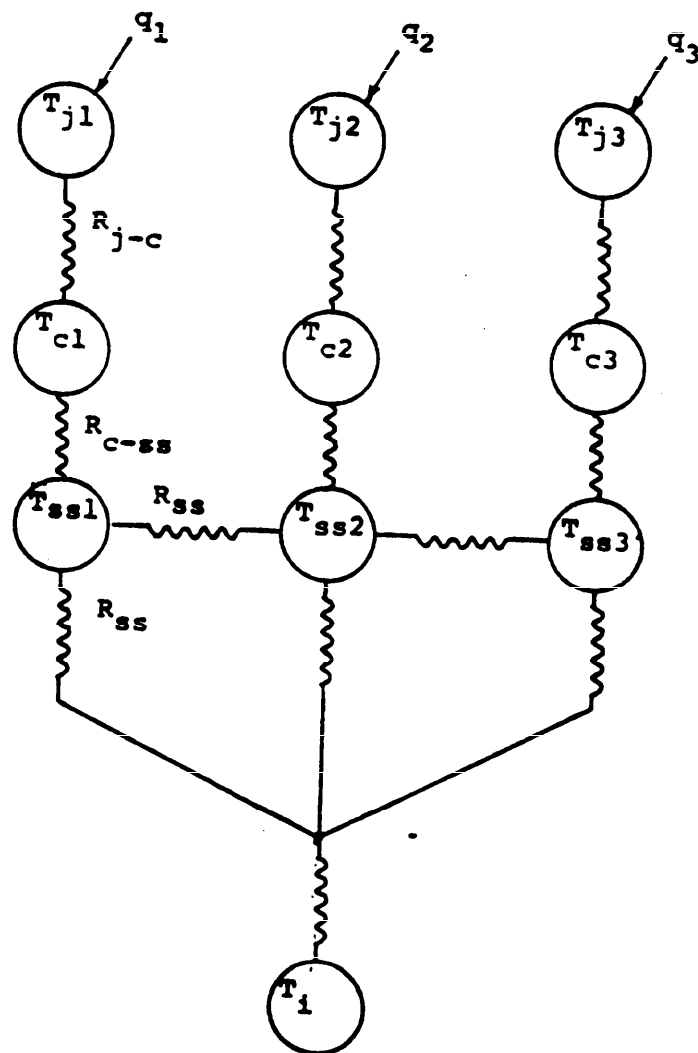 q1
q2
q3
Tj1
Tj2
Tj3
Rj-c
Tc1
Tc2
Tc3
Rc-ss
Tss1
Rss
Tss2
Tss3
Rss
Ti